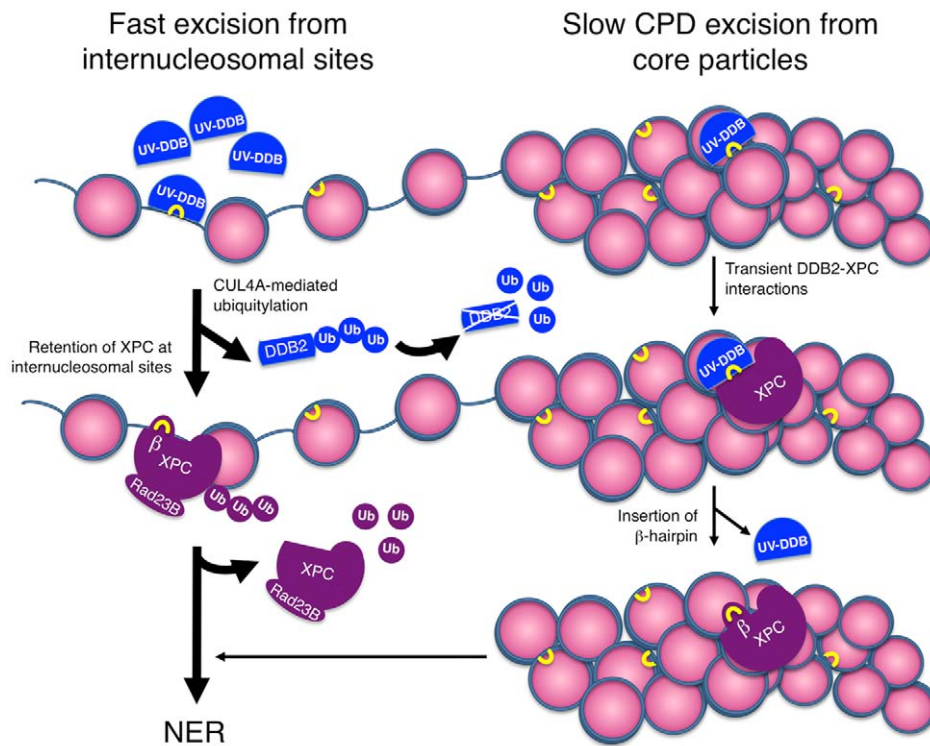 Fast excision from
internucleosomal sites
Slow CPD excision from
core particles
UV-DDB
UV-DDB
UV-DDB
UV-DDB
UV-DDB
CUL4A-mediated
ubiquitylation
Retention of XPC at
internucleosomal sites
DDB2
Ub
Ub
Ub
DDB2
Ub
Ub
Ub
Transient DDB2-XPC
interactions
UV-DDB
XPC
β
XPC
Rad23B
Ub
Ub
Ub
XPC
Rad23B
Ub
Ub
Ub
Insertion of
β-hairpin
UV-DDB
β
XPC
NER